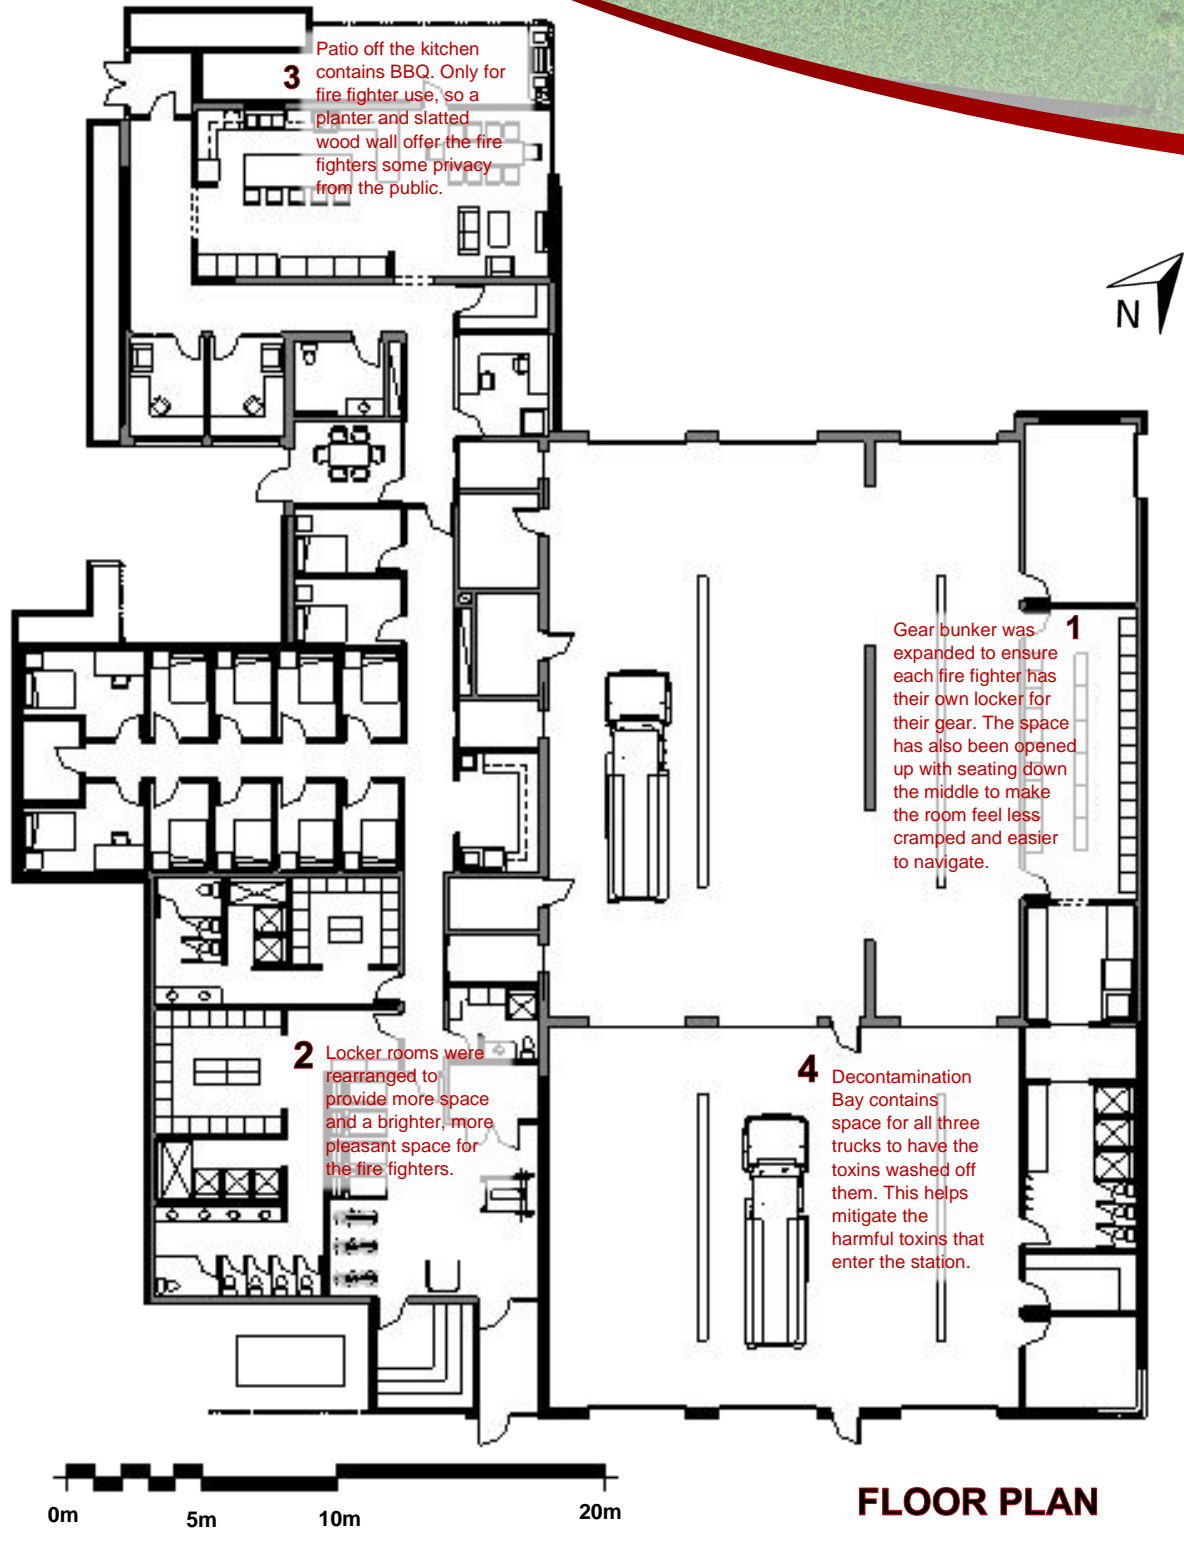 3
Patio off the kitchen
contains BBQ. Only for
fire fighter use, so a
planter and slatted
wood wall offer the fire
fighters some privacy
from the public.
N
1
Gear bunker was
expanded to ensure
each fire fighter has
their own locker for
their gear. The space
has also been opened
up with seating down
the middle to make
the room feel less
cramped and easier
to navigate.
2
Locker rooms were
rearranged to
provide more space
and a brighter, more
pleasant space for
the fire fighters.
4
Decontamination
Bay contains
space for all three
trucks to have the
toxins washed off
them. This helps
mitigate the
harmful toxins that
enter the station.
0m 5m 10m 20m
FLOOR PLAN